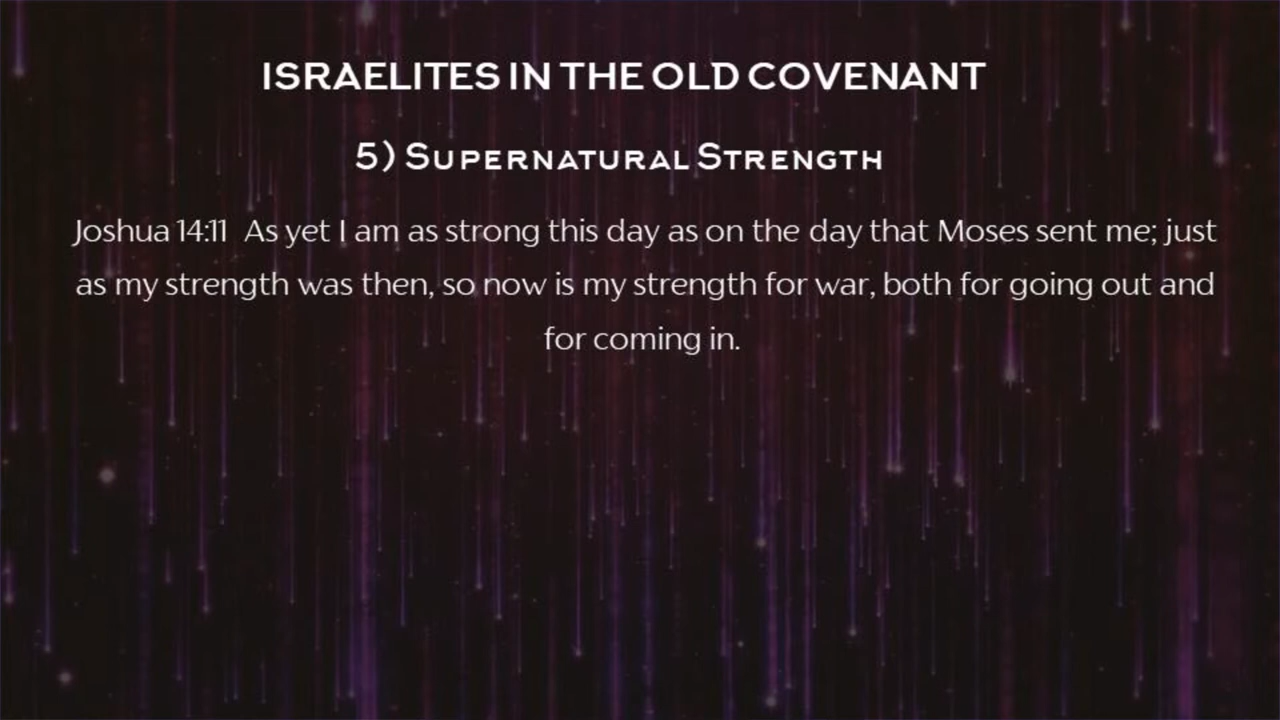 ISRAELITES IN THE OLD COVENANT
5) Supernatural Strength
Joshua 14:11 As yet I am as strong this day as on the day that Moses sent me; just
as my strength was then, so now is my strength for war, both for going out and
for coming in.